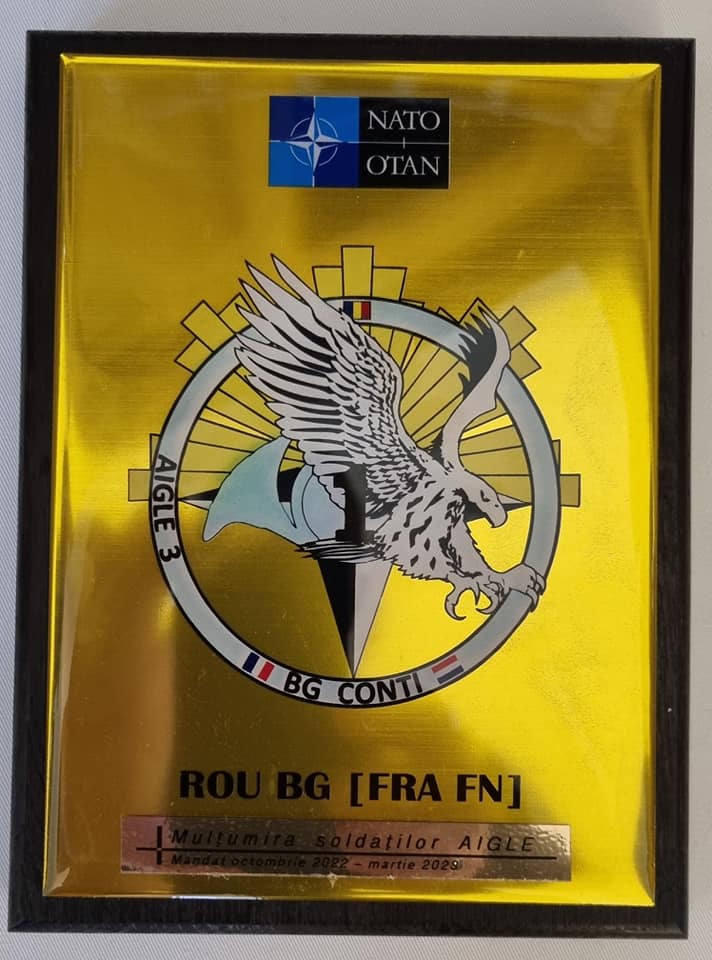 NATO
OTAN
AIGLE 3
BG CONTI
ROU BG [FRA FN]
Mulțumira soldaților AIGLE
Mandat octombrie 2022 – martie 2023